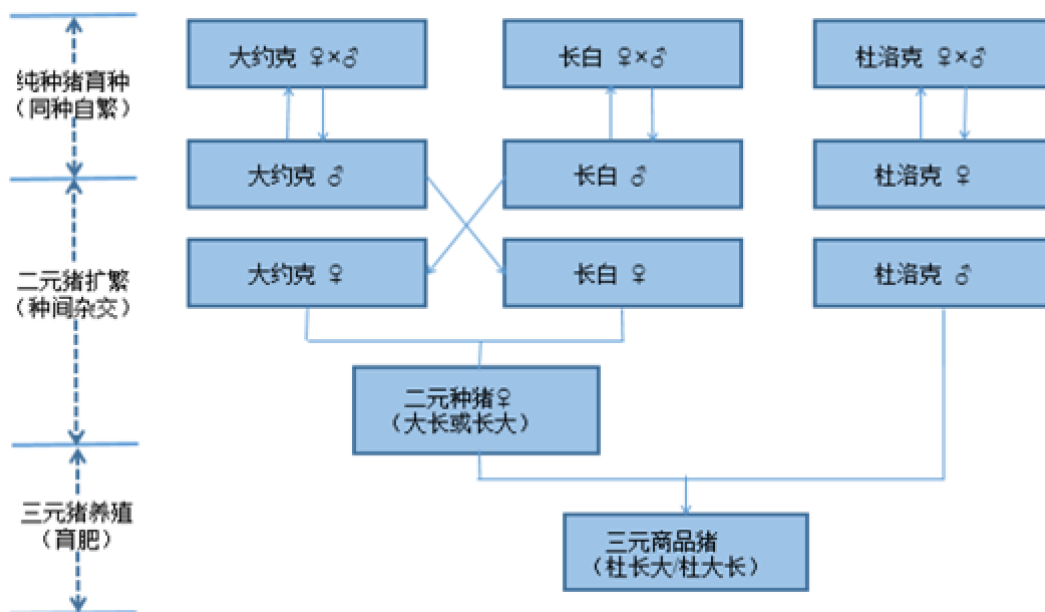 大约克 ♀×♂
长白 ♀×♂
杜洛克 ♀×♂
纯种猪育种
（同种自繁）
大约克 ♂
长白 ♂
杜洛克 ♀
大约克 ♀
长白 ♀
杜洛克 ♂
二元猪扩繁
（种间杂交）
二元种猪♀
（大长或长大）
三元猪养殖
（育肥）
三元商品猪
（杜长大/杜大长）